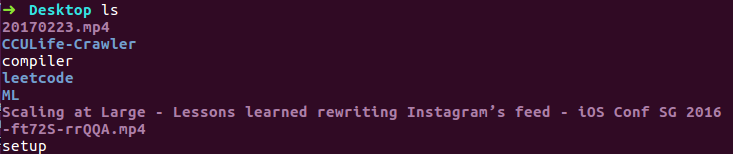 ➜ Desktop ls
20170223.mp4
CCULife-Crawler
compiler
leetcode
ML
Scaling at Large - Lessons learned rewriting Instagram’s feed - iOS Conf SG 2016
-ft72S-rrQQA.mp4
setup